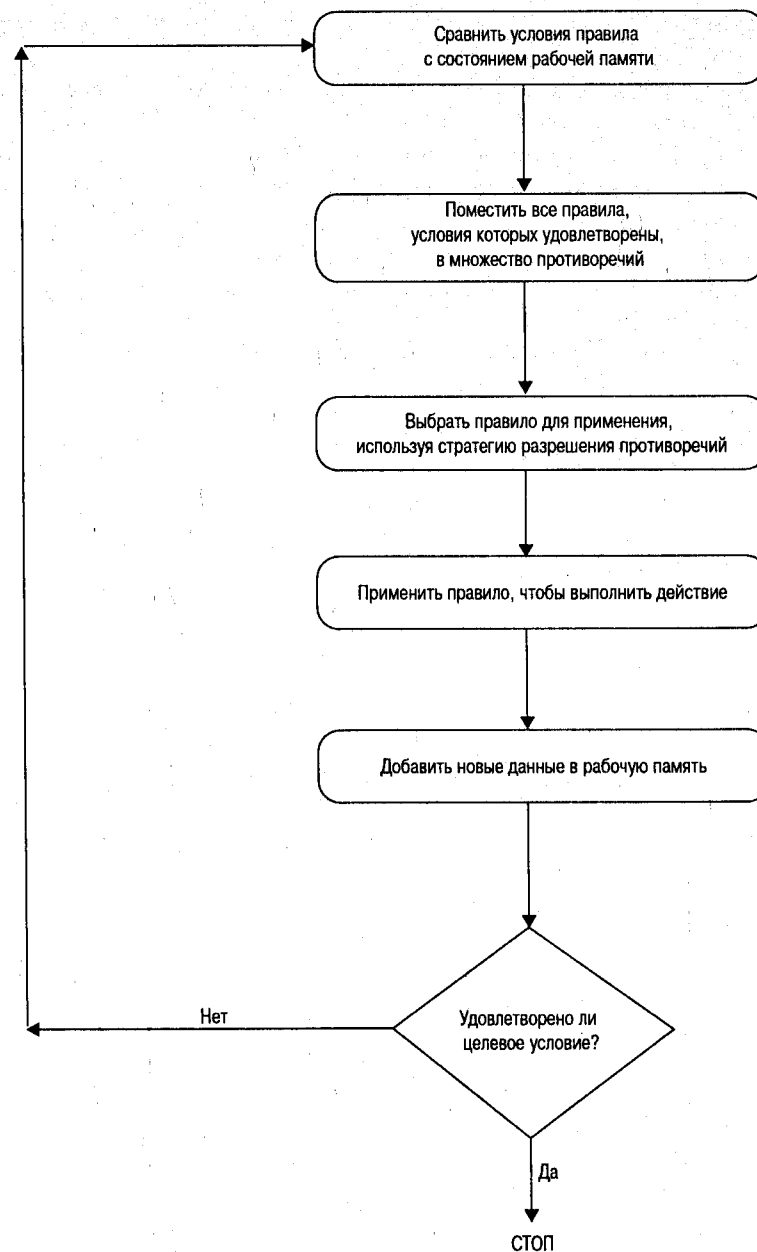 Сравнить условия правила
с состоянием рабочей памяти
Поместить все правила,
условия которых удовлетворены,
в множество противоречий
Выбрать правило для применения,
используя стратегию разрешения противоречий
Применить правило, чтобы выполнить действие
Добавить новые данные в рабочую память
Удовлетворено ли
целевое условие?
Нет
Да
СТОП